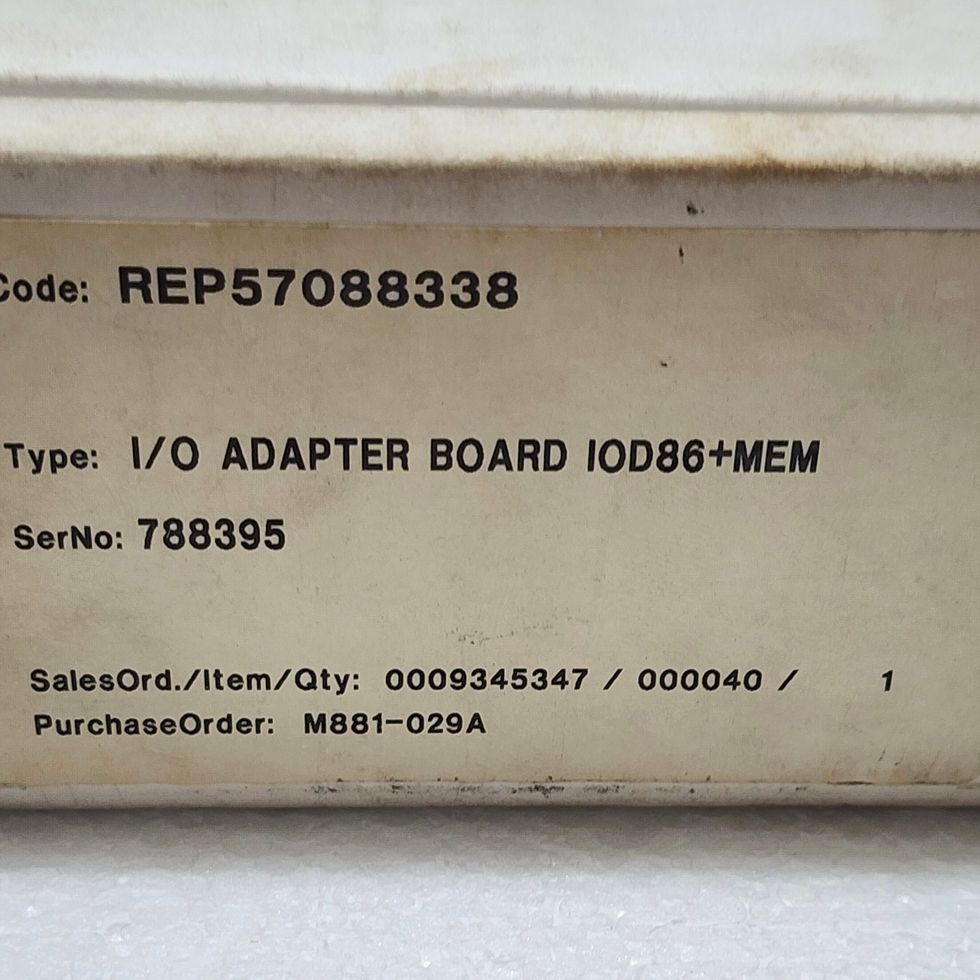 Code: REP57088338
Type: I/O ADAPTER BOARD IOD86+MEM
SerNo: 788395
SalesOrd./Item/Qty: 0009345347 / 000040 / 1
PurchaseOrder: M881-029A